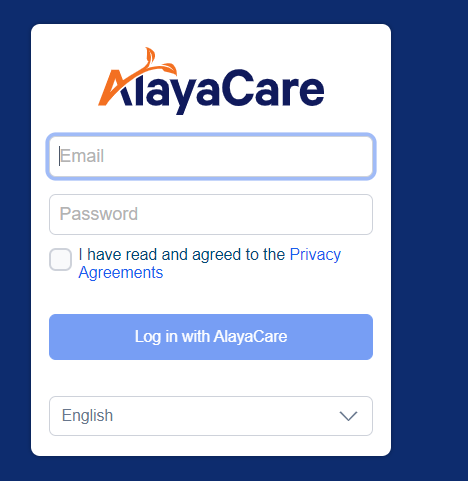 AlayaCare
Email
Password
I have read and agreed to the Privacy
Agreements
Log in with AlayaCare
English